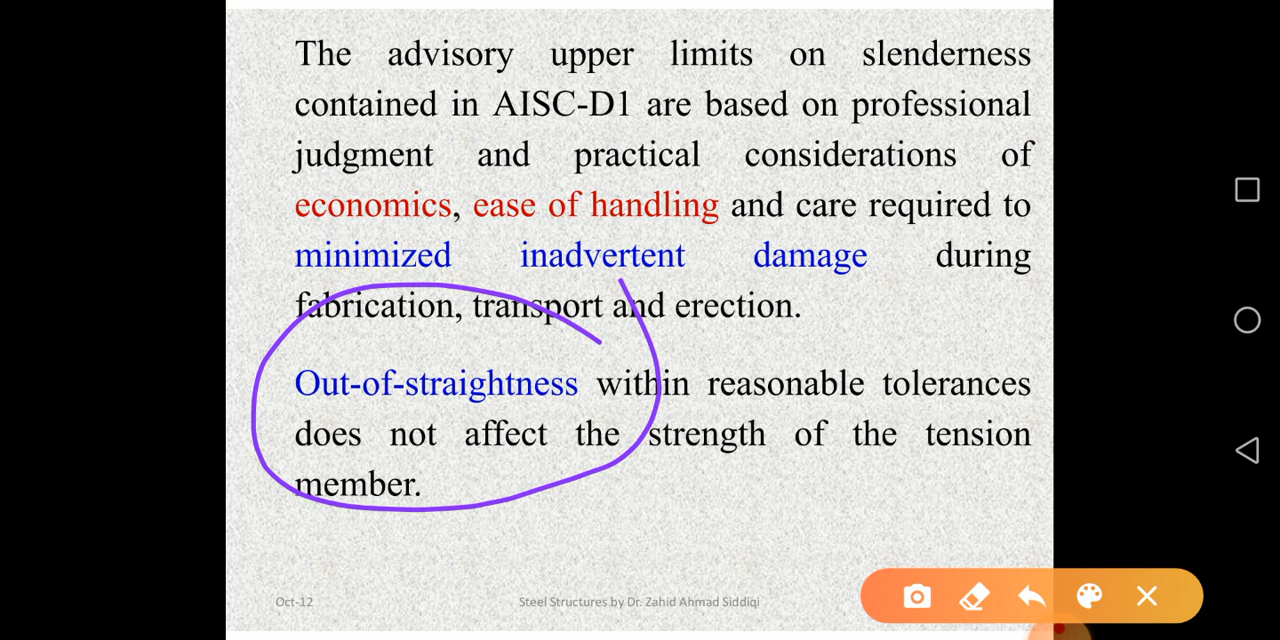 The advisory upper limits on slenderness
contained in AISC-D1 are based on professional
judgment and practical considerations of
economics, ease of handling and care required to
minimized inadvertent damage during
fabrication, transport and erection.
Out-of-straightness within reasonable tolerances
does not affect the strength of the tension
member.
Oct-12 Steel Structures by Dr. Zahid Ahmad Siddiqi